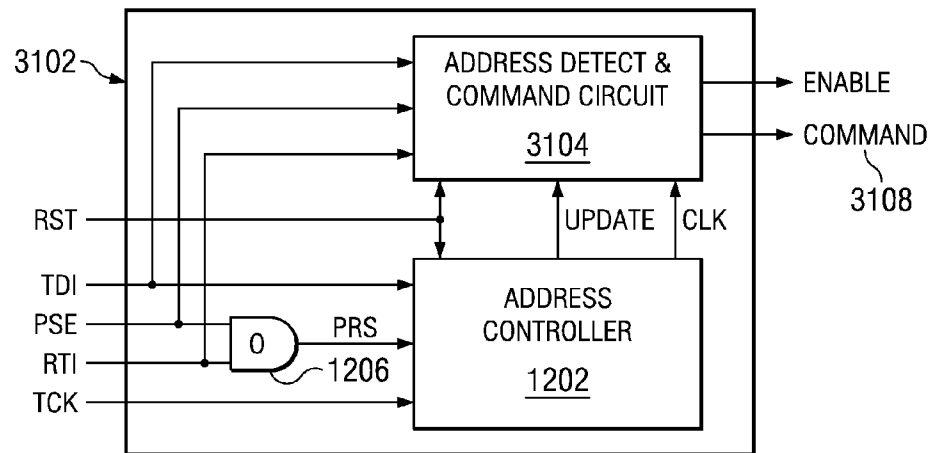 3102
ADDRESS DETECT &
COMMAND CIRCUIT
3104
ENABLE
COMMAND
3108
RST
UPDATE
CLK
TDI
PSE
RTI
TCK
0
PRS
1206
ADDRESS
CONTROLLER
1202